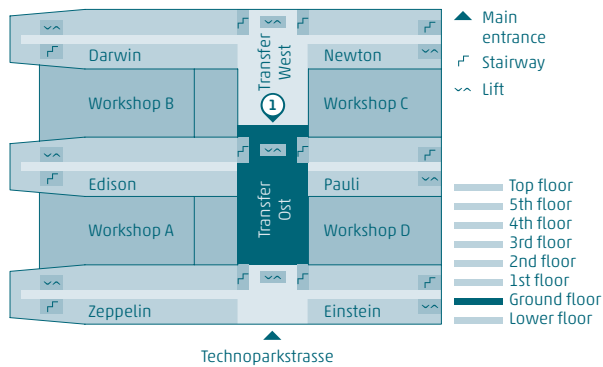 Darwin
Transfer
West
Newton
Workshop B
1
Workshop C
Edison
Transfer
Ost
Pauli
Workshop A
Workshop D
Zeppelin
Einstein
Technoparkstrasse
Main
entrance
Stairway
Lift
Top floor
5th floor
4th floor
3rd floor
2nd floor
1st floor
Ground floor
Lower floor